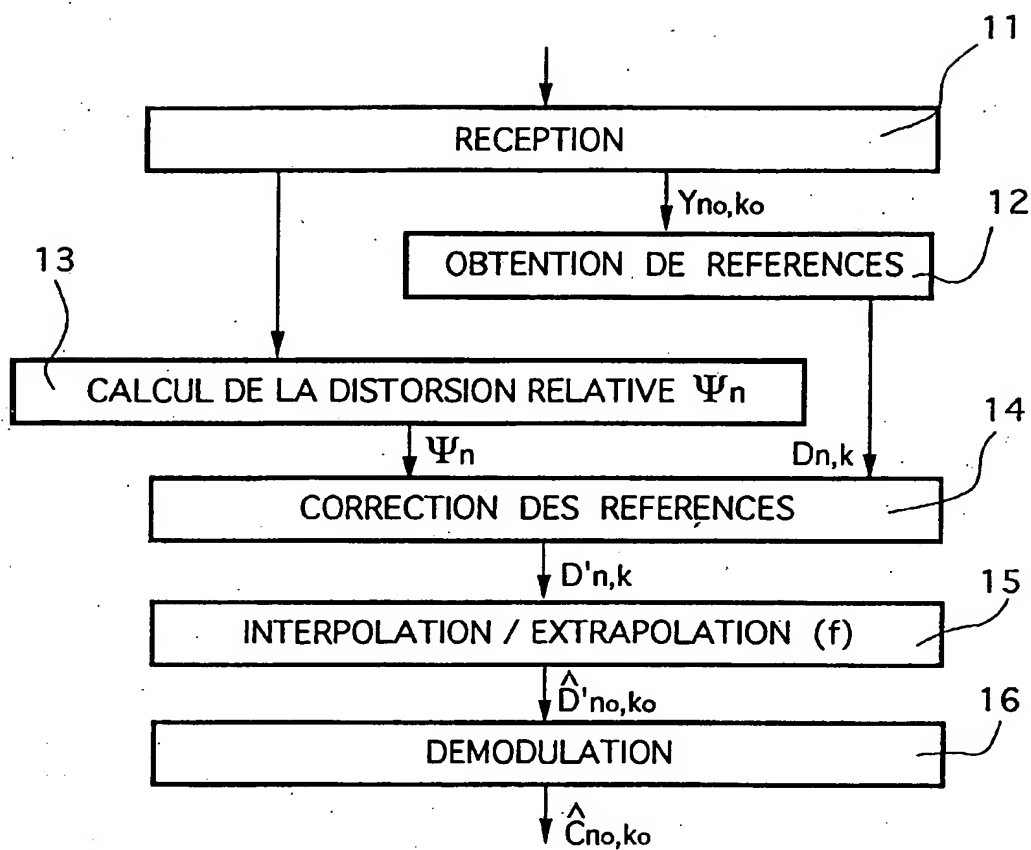 11
RECEPTION
Yno,ko
12
OBTENTION DE REFERENCES
13
CALCUL DE LA DISTORSION RELATIVE Ψn
Ψn
Dn,k
14
CORRECTION DES REFERENCES
D'n,k
15
INTERPOLATION / EXTRAPOLATION (f)
D̂'no,ko
16
DEMODULATION
Ĉno,ko